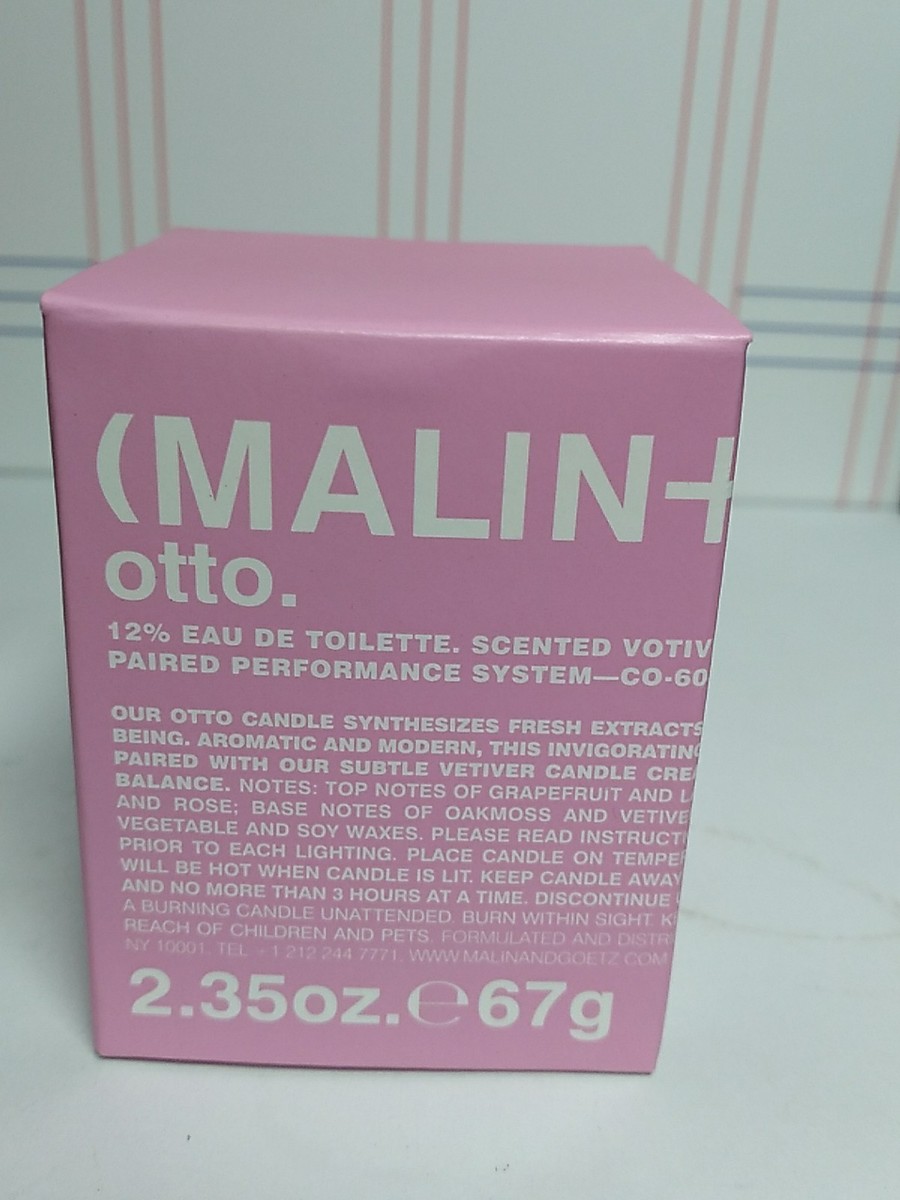 (MALIN+
otto.
12% EAU DE TOILETTE. SCENTED VOTIV
PAIRED PERFORMANCE SYSTEM—CO-60
OUR OTTO CANDLE SYNTHESIZES FRESH EXTRACTS
BEING. AROMATIC AND MODERN, THIS INVIGORATING
PAIRED WITH OUR SUBTLE VETIVER CANDLE CRE
BALANCE. NOTES: TOP NOTES OF GRAPEFRUIT AND L
AND ROSE; BASE NOTES OF OAKMOSS AND VETIVE
VEGETABLE AND SOY WAXES. PLEASE READ INSTRUCTI
PRIOR TO EACH LIGHTING. PLACE CANDLE ON TEMPER
WILL BE HOT WHEN CANDLE IS LIT. KEEP CANDLE AWAY
AND NO MORE THAN 3 HOURS AT A TIME. DISCONTINUE
A BURNING CANDLE UNATTENDED. BURN WITHIN SIGHT. K
REACH OF CHILDREN AND PETS. FORMULATED AND DISTRI
NY 10001. TEL +1 212 244 7771. WWW.MALINANDGOETZ.COM
2.35oz.℮67g